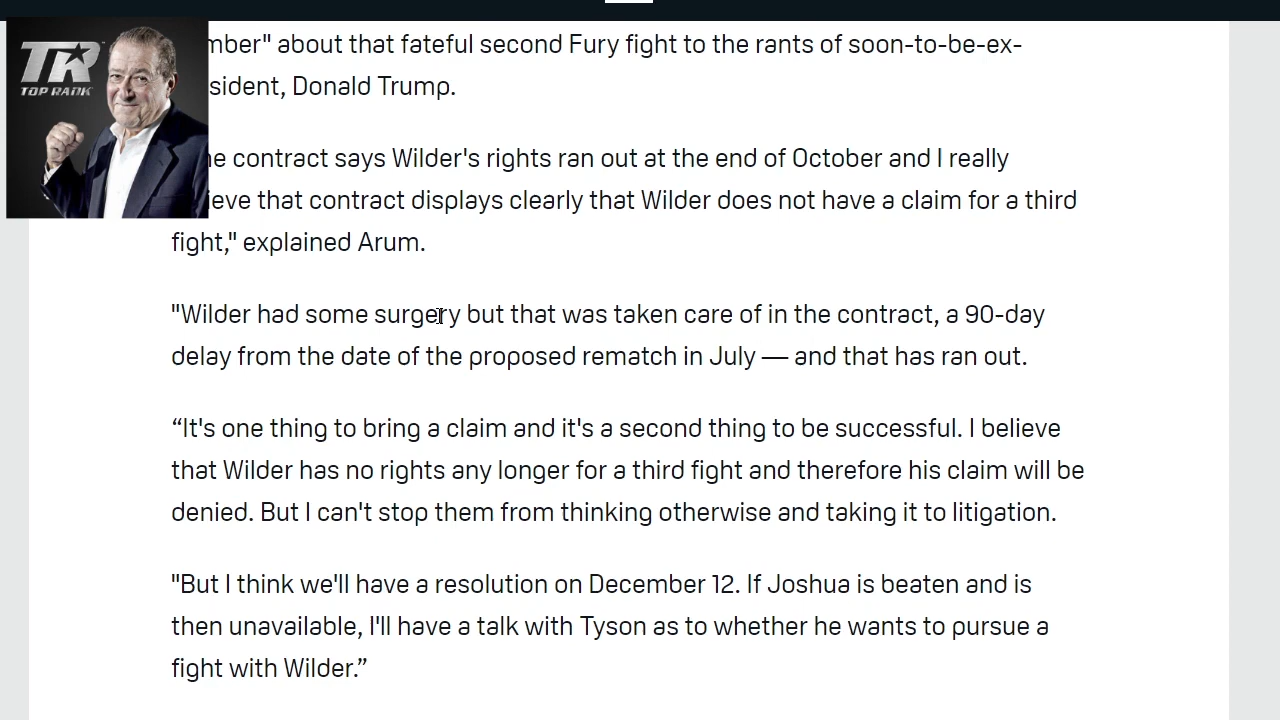 TR
TOP RANK
mber" about that fateful second Fury fight to the rants of soon-to-be-ex-
sident, Donald Trump.
ne contract says Wilder's rights ran out at the end of October and I really
ieve that contract displays clearly that Wilder does not have a claim for a third
fight," explained Arum.
"Wilder had some surgery but that was taken care of in the contract, a 90-day
delay from the date of the proposed rematch in July — and that has ran out.
“It's one thing to bring a claim and it's a second thing to be successful. I believe
that Wilder has no rights any longer for a third fight and therefore his claim will be
denied. But I can't stop them from thinking otherwise and taking it to litigation.
"But I think we'll have a resolution on December 12. If Joshua is beaten and is
then unavailable, I'll have a talk with Tyson as to whether he wants to pursue a
fight with Wilder.”